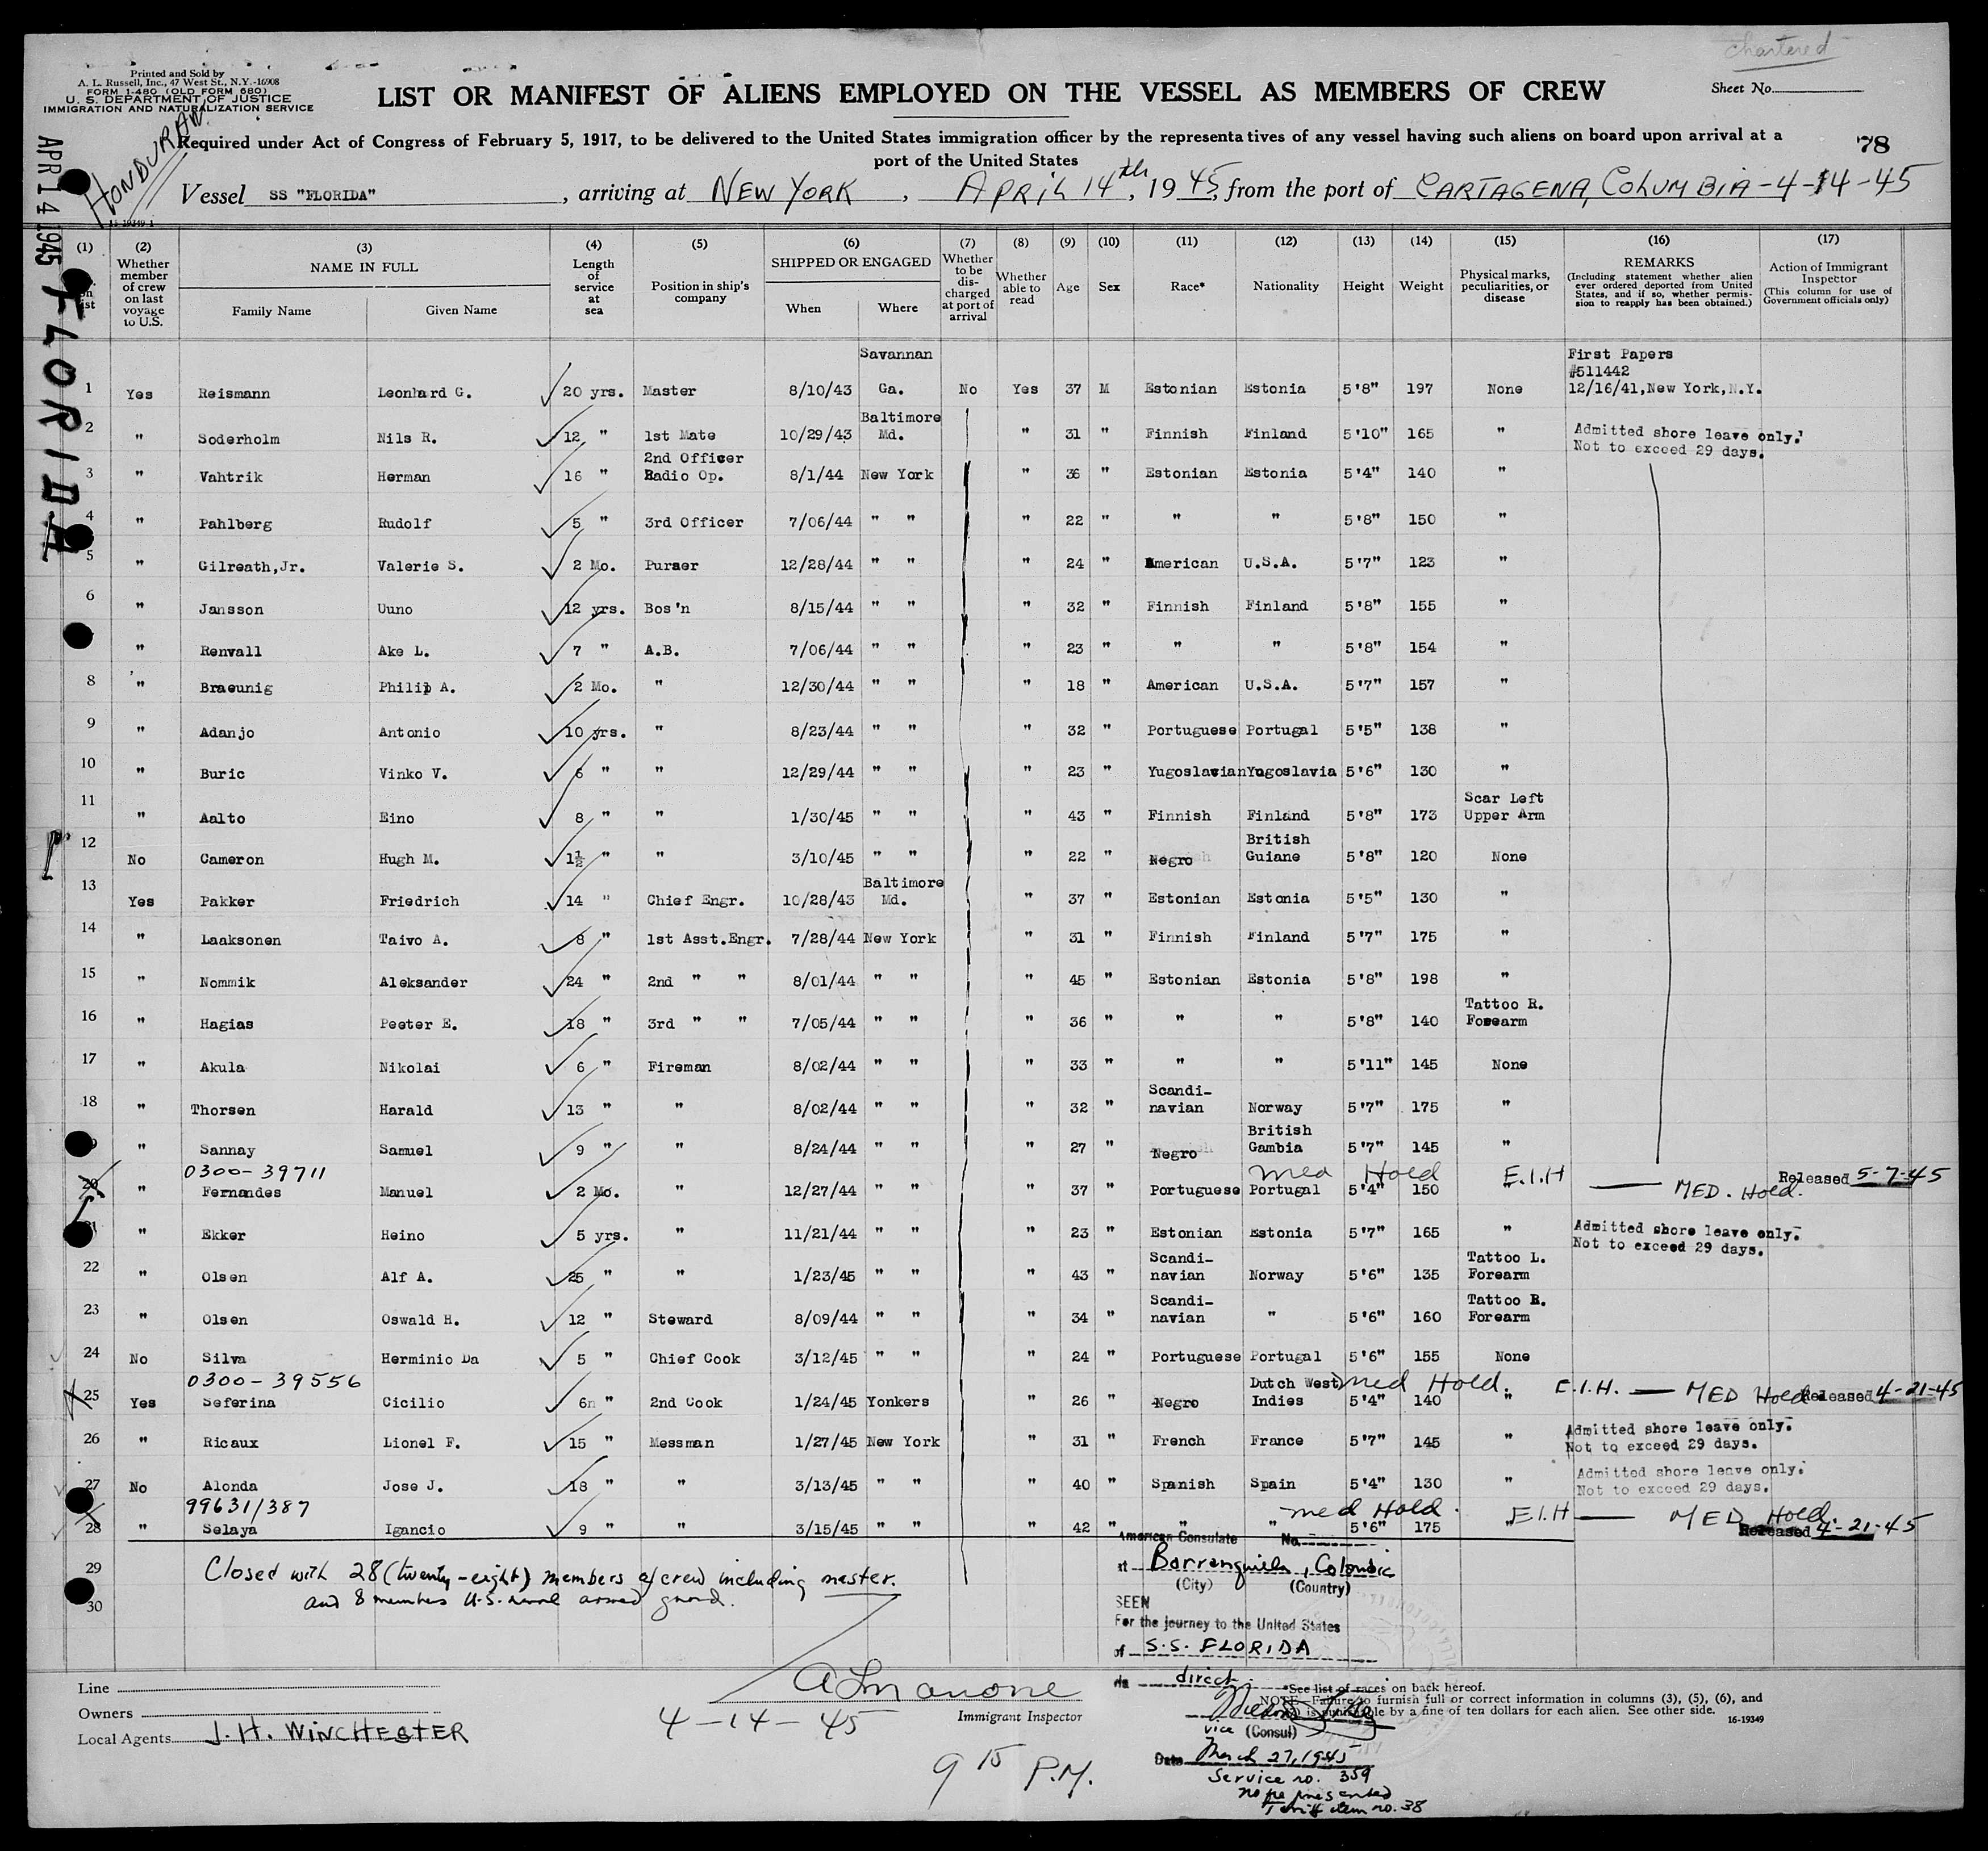 chartered
Printed and Sold by
A. L. Russell, Inc., 47 West St., N.Y.-16908
FORM I-480 (OLD FORM 680)
U. S. DEPARTMENT OF JUSTICE
IMMIGRATION AND NATURALIZATION SERVICE
LIST OR MANIFEST OF ALIENS EMPLOYED ON THE VESSEL AS MEMBERS OF CREW
Sheet No.
Required under Act of Congress of February 5, 1917, to be delivered to the United States immigration officer by the representatives of any vessel having such aliens on board upon arrival at a
port of the United States
78
HONDURAN
APR 14 1945
FLORIDA
Vessel SS "FLORIDA", arriving at NEW YORK, APRIL 14th, 1945, from the port of CARTAGENA, COLUMBIA-4-14-45
(1) (2) (3) (4) (5) (6) (7) (8) (9) (10) (11) (12) (13) (14) (15) (16) (17)
Whether member of crew on last voyage to U.S.
NAME IN FULL
Family Name Given Name
Length of service at sea
Position in ship's company
SHIPPED OR ENGAGED
When Where
Whether to be discharged at port of arrival
Whether able to read
Age Sex Race* Nationality Height Weight
Physical marks, peculiarities, or disease
REMARKS
(Including statement whether alien ever ordered deported from United States, and if so, whether permission to reapply has been obtained.)
Action of Immigrant Inspector
(This column for use of Government officials only)
1 Yes Reismann Leonhard G. 20 yrs. Master 8/10/43 Savannan Ga. No Yes 37 M Estonian Estonia 5'8" 197 None First Papers #511442 12/16/41, New York, N.Y.
2 " Soderholm Nils R. 12 " 1st Mate 10/29/43 Baltimore Md. " 31 " Finnish Finland 5'10" 165 " Admitted shore leave only. Not to exceed 29 days.
3 " Vahtrik Herman 16 " 2nd Officer Radio Op. 8/1/44 New York " 36 " Estonian Estonia 5'4" 140 "
4 " Pahlberg Rudolf 5 " 3rd Officer 7/06/44 " " " 22 " " " 5'8" 150 "
5 " Gilreath, Jr. Valerie S. 2 Mo. Purser 12/28/44 " " " 24 " American U.S.A. 5'7" 123 "
6 " Jansson Uuno 12 yrs. Bos'n 8/15/44 " " " 32 " Finnish Finland 5'8" 155 "
" Renvall Ake L. 7 " A.B. 7/06/44 " " " 23 " " " 5'8" 154 "
8 " Braeunig Philip A. 2 Mo. " 12/30/44 " " " 18 " American U.S.A. 5'7" 157 "
9 " Adanjo Antonio 10 yrs. " 8/23/44 " " " 32 " Portuguese Portugal 5'5" 138 "
10 " Buric Vinko V. 6 " " 12/29/44 " " " 23 " Yugoslavian Yugoslavia 5'6" 130 "
11 " Aalto Eino 8 " " 1/30/45 " " " 43 " Finnish Finland 5'8" 173 Scar Left Upper Arm
12 No Cameron Hugh M. 1½ " " 3/10/45 " " " 22 " Negro British Guiane 5'8" 120 None
13 Yes Pakker Friedrich 14 " Chief Engr. 10/28/43 Baltimore Md. " 37 " Estonian Estonia 5'5" 130 "
14 " Laaksonen Taivo A. 8 " 1st Asst. Engr. 7/28/44 New York " 31 " Finnish Finland 5'7" 175 "
15 " Nommik Aleksander 24 " 2nd " " 8/01/44 " " " 45 " Estonian Estonia 5'8" 198 "
16 " Hagias Peeter E. 18 " 3rd " " 7/05/44 " " " 36 " " " 5'8" 140 Tattoo R. Forearm
17 " Akula Nikolai 6 " Fireman 8/02/44 " " " 33 " " " 5'11" 145 None
18 " Thorsen Harald 13 " " 8/02/44 " " " 32 " Scandi-navian Norway 5'7" 175 "
" Sannay Samuel 9 " " 8/24/44 " " " 27 " Negro British Gambia 5'7" 145 "
0300-39711 Med Hold E.I.H — MED. Hold. Released 5-7-45
20 " Fernandes Manuel 2 Mo. " 12/27/44 " " " 37 " Portuguese Portugal 5'4" 150 "
21 " Ekker Heino 5 yrs. " 11/21/44 " " " 23 " Estonian Estonia 5'7" 165 " Admitted shore leave only. Not to exceed 29 days.
22 " Olsen Alf A. 25 " " 1/23/45 " " " 43 " Scandi-navian Norway 5'6" 135 Tattoo L. Forearm
23 " Olsen Oswald H. 12 " Steward 8/09/44 " " " 34 " Scandi-navian " 5'6" 160 Tattoo R. Forearm
24 No Silva Herminio Da 5 " Chief Cook 3/12/45 " " " 24 " Portuguese Portugal 5'6" 155 None
0300-39556 Med Hold. E.I.H. — MED Hold Released 4-21-45
25 Yes Seferina Cicilio 6 " 2nd Cook 1/24/45 Yonkers " 26 " Negro Dutch West Indies 5'4" 140 "
26 " Ricaux Lionel F. 15 " Messman 1/27/45 New York " 31 " French France 5'7" 145 " Admitted shore leave only. Not to exceed 29 days.
27 No Alonda Jose J. 18 " " 3/13/45 " " " 40 " Spanish Spain 5'4" 130 " Admitted shore leave only. Not to exceed 29 days.
99631/387 med Hold. E.I.H — MED Hold. Released 4-21-45
28 " Selaya Igancio 9 " " 3/15/45 " " " 42 " " " 5'6" 175 "
29
30
Closed with 28 (twenty-eight) members of crew including master.
and 8 members U.S. naval armed guard.
American Consulate No.
at Barranquilla, Colombia
(City) (Country)
SEEN
For the journey to the United States
of S.S. FLORIDA
via direct
vice (Consul)
Date March 27, 1945
Service no. 359
no fee prescribed
Tariff item no. 38
Line
Owners
Local Agents J. H. WINCHESTER
Immigrant Inspector
4-14-45
9 15 P.M.
*See list of races on back hereof.
NOTE—Failure to furnish full or correct information in columns (3), (5), (6), and
is punishable by a fine of ten dollars for each alien. See other side.
16-19349